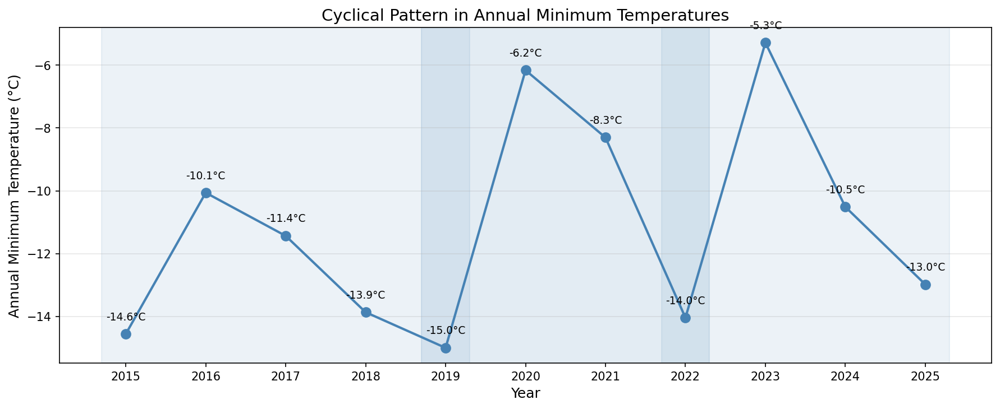 Cyclical Pattern in Annual Minimum Temperatures
Annual Minimum Temperature (°C)
−6
−8
−10
−12
−14
-14.6°C
-10.1°C
-11.4°C
-13.9°C
-15.0°C
-6.2°C
-8.3°C
-14.0°C
-5.3°C
-10.5°C
-13.0°C
2015 2016 2017 2018 2019 2020 2021 2022 2023 2024 2025
Year